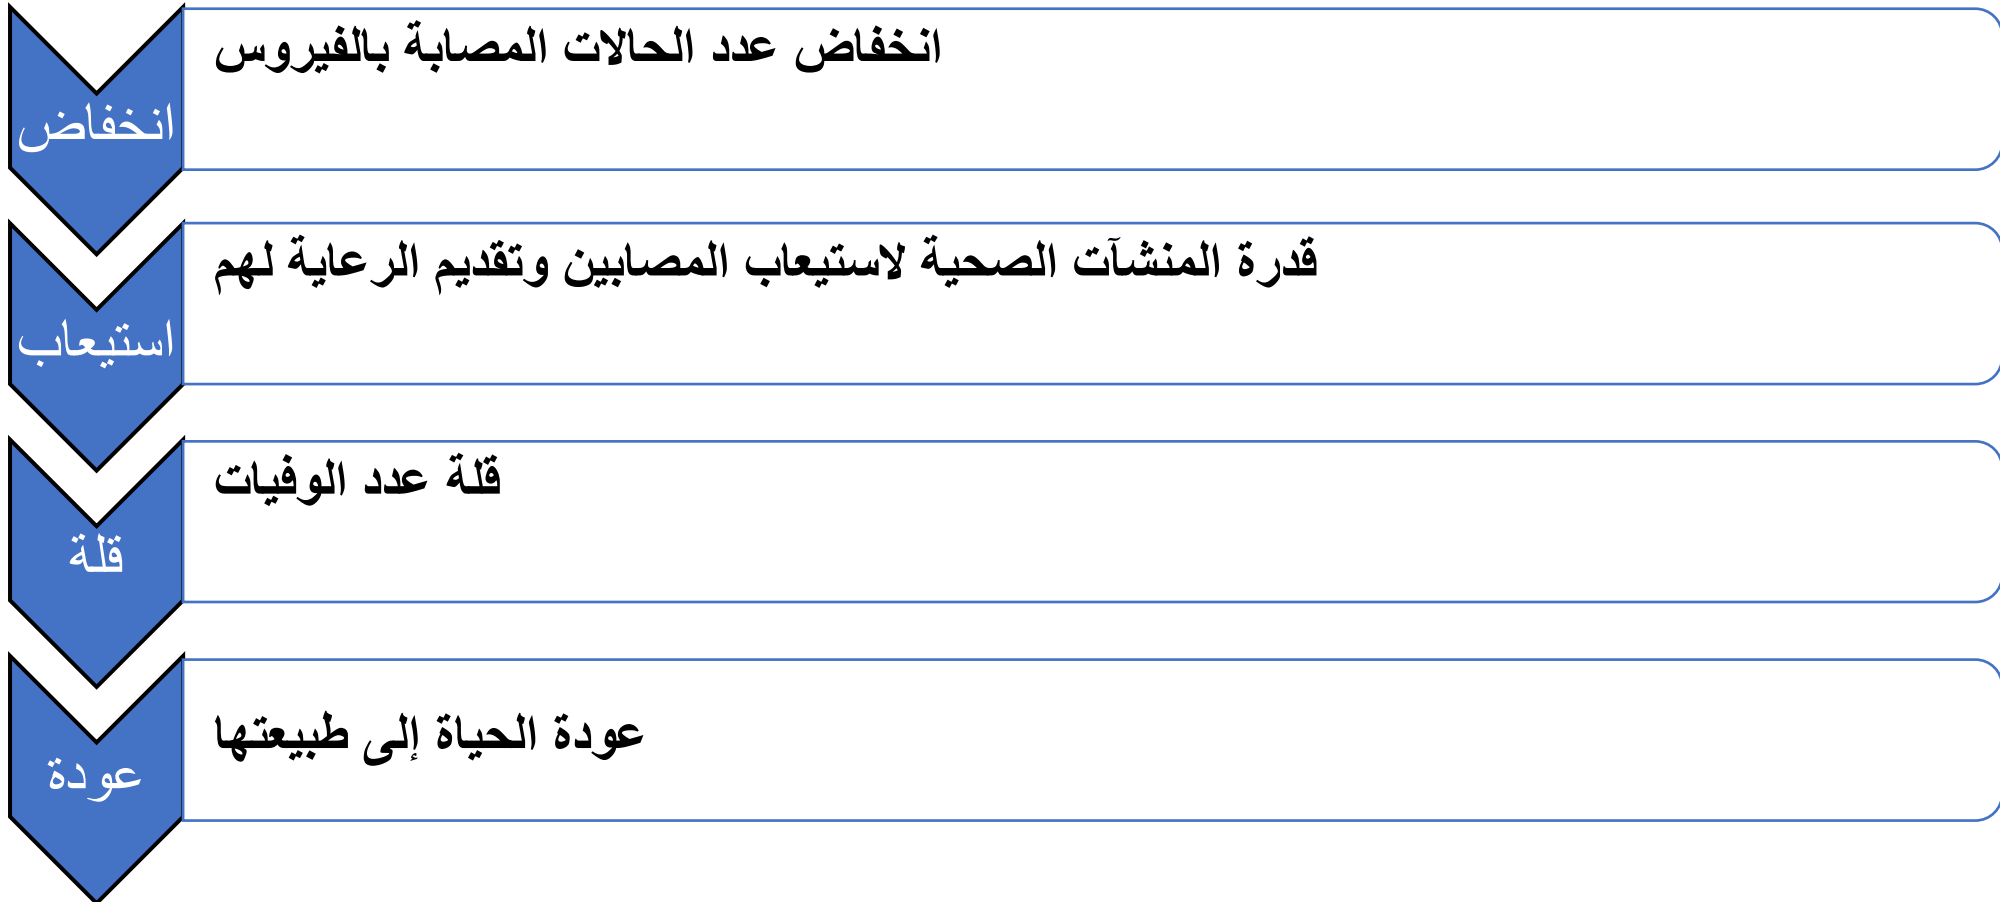 انخفاض
انخفاض عدد الحالات المصابة بالفيروس
استيعاب
قدرة المنشآت الصحية لاستيعاب المصابين وتقديم الرعاية لهم
قلة
قلة عدد الوفيات
عودة
عودة الحياة إلى طبيعتها